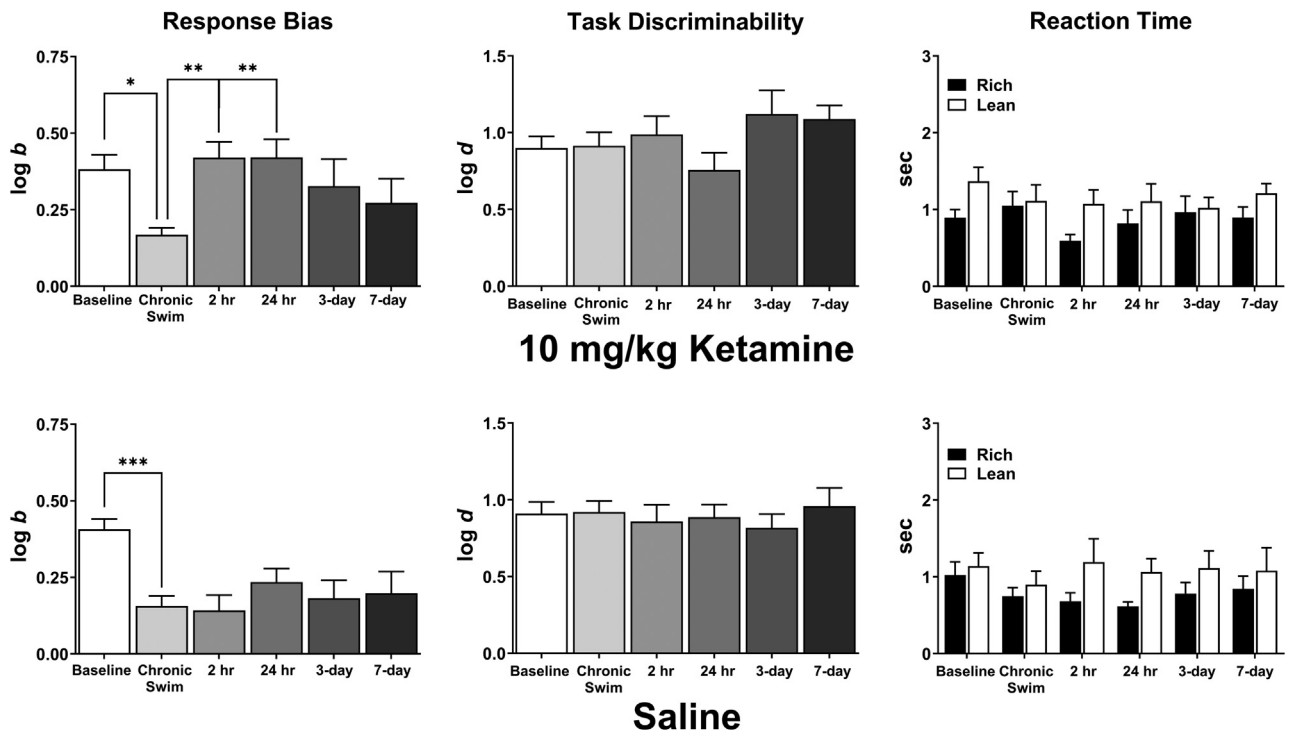 Response Bias
Task Discriminability
Reaction Time
0.75
0.50
0.25
0.00
log b
*
**
**
Baseline
Chronic
Swim
2 hr
24 hr
3-day
7-day
1.5
1.0
0.5
0.0
log d
Baseline
Chronic
Swim
2 hr
24 hr
3-day
7-day
3
2
1
0
sec
Rich
Lean
Baseline
Chronic
Swim
2 hr
24 hr
3-day
7-day
10 mg/kg Ketamine
0.75
0.50
0.25
0.00
log b
***
Baseline
Chronic
Swim
2 hr
24 hr
3-day
7-day
1.5
1.0
0.5
0.0
log d
Baseline
Chronic
Swim
2 hr
24 hr
3-day
7-day
3
2
1
0
sec
Rich
Lean
Baseline
Chronic
Swim
2 hr
24 hr
3-day
7-day
Saline